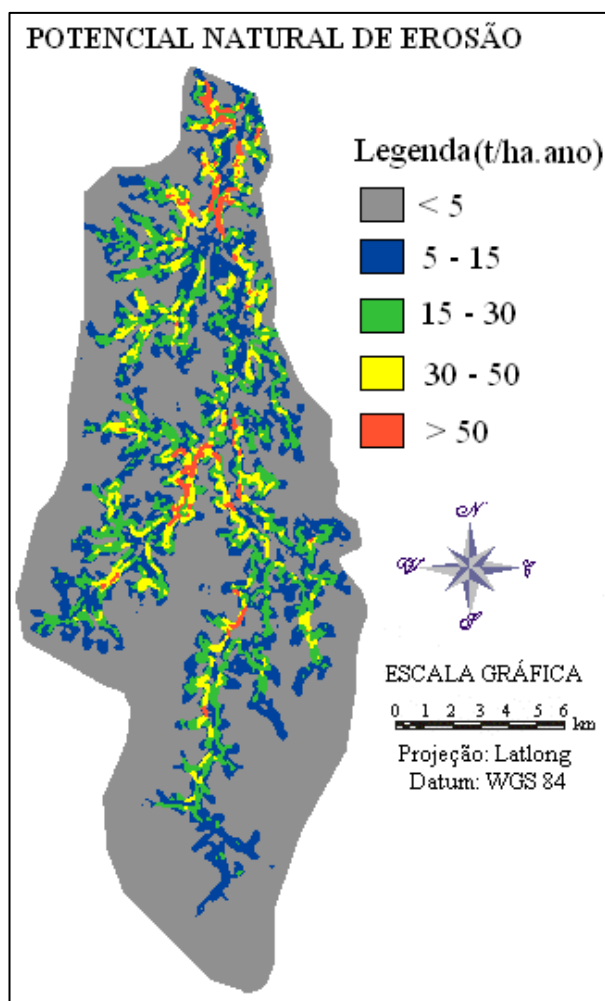 POTENCIAL NATURAL DE EROSÃO
Legenda (t/ha.ano)
< 5
5 - 15
15 - 30
30 - 50
> 50
N
W
ESCALA GRÁFICA
0 1 2 3 4 5 6
km
Projeção: Latlong
Datum: WGS 84